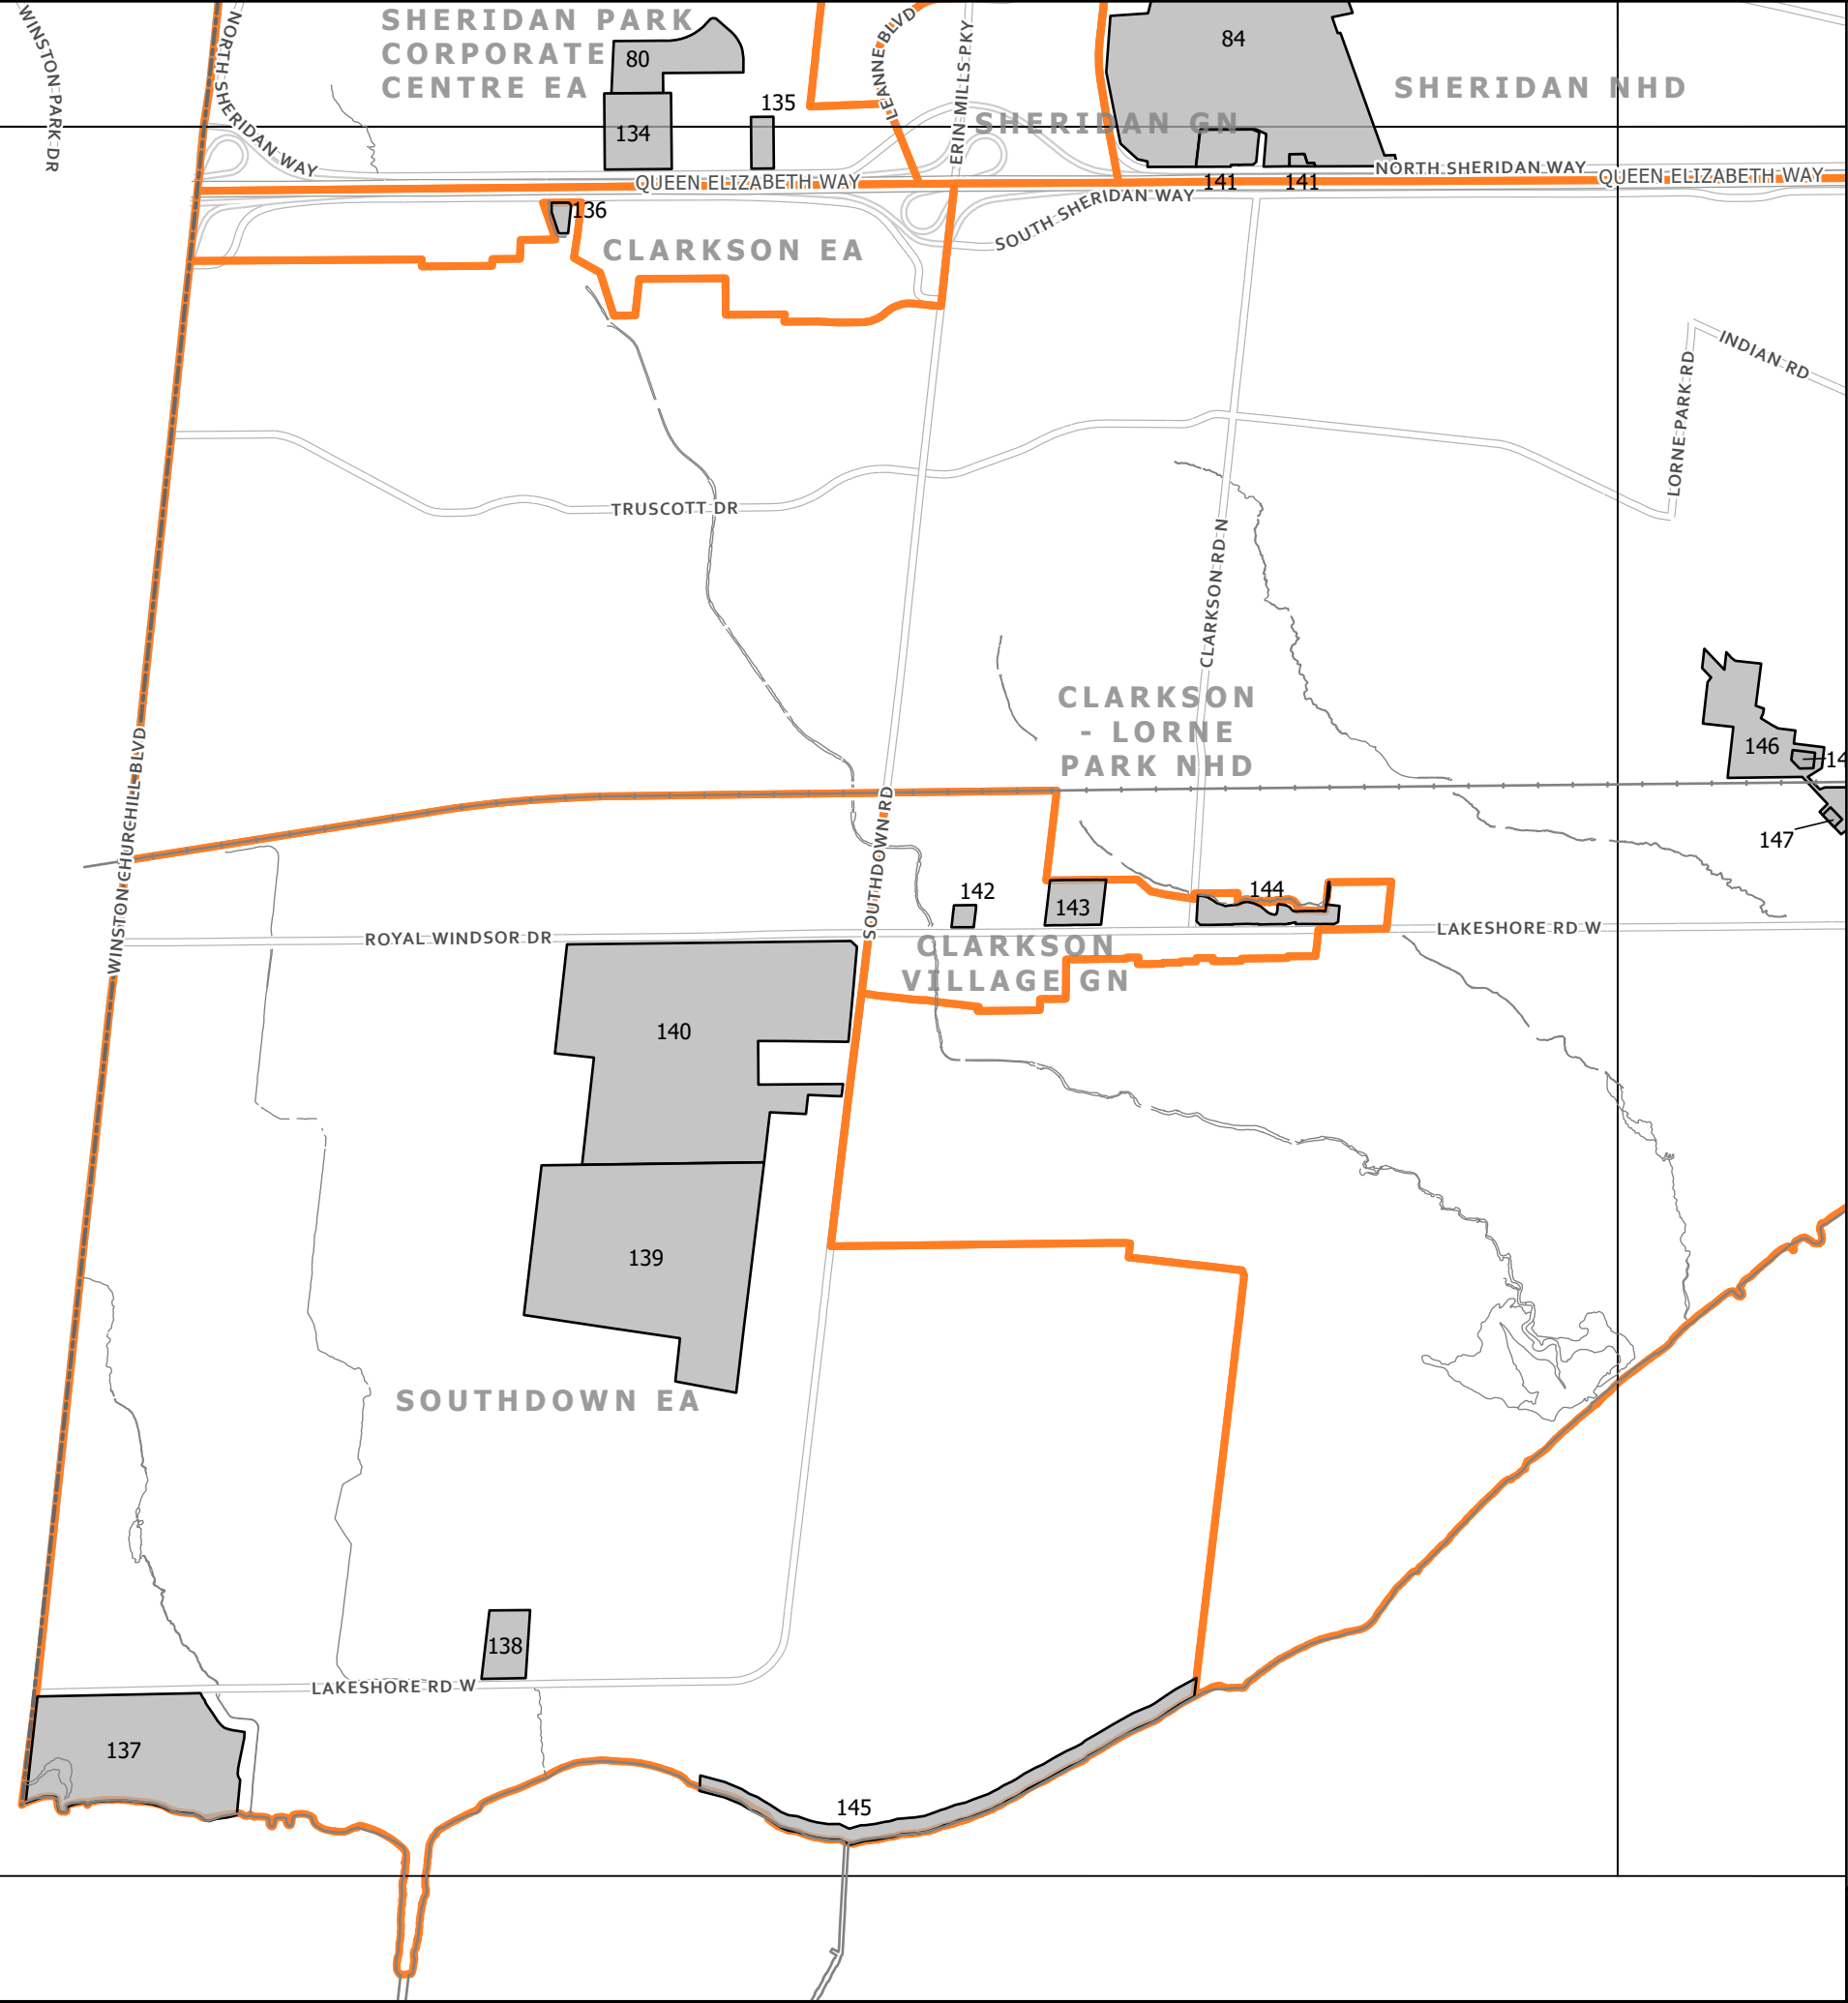 WINSTON PARK DR
NORTH SHERIDAN WAY
SHERIDAN PARK
CORPORATE
CENTRE EA
80
134
135
LEANNE BLVD
ERIN MILLS PKY
84
SHERIDAN GN
SHERIDAN NHD
QUEEN ELIZABETH WAY
141
141
NORTH SHERIDAN WAY
QUEEN ELIZABETH WAY
SOUTH SHERIDAN WAY
136
CLARKSON EA
INDIAN RD
LORNE PARK RD
TRUSCOTT DR
CLARKSON RD N
CLARKSON
- LORNE
PARK NHD
146
14
147
WINSTON CHURCHILL BLVD
SOUTHDOWN RD
142
143
144
ROYAL WINDSOR DR
LAKESHORE RD W
CLARKSON
VILLAGE GN
140
139
SOUTHDOWN EA
138
LAKESHORE RD W
137
145